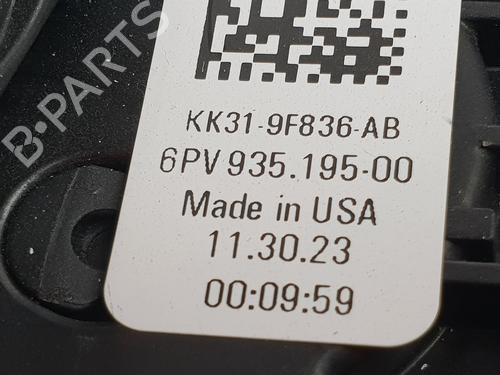 B-PARTS
KK31-9F836-AB
6PV 935.195-00
Made in USA
11.30.23
00:09:59